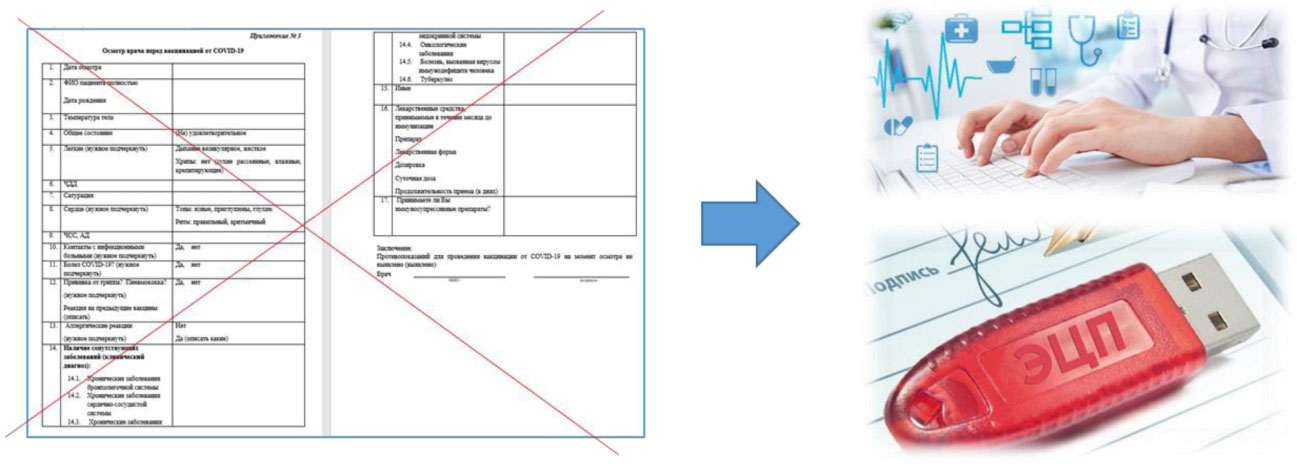 Приложение № 3
Осмотр врача перед вакцинацией от COVID-19
1. Дата осмотра
2. ФИО пациента полностью
Дата рождения
3. Температура тела
4. Общее состояние (Не) удовлетворительное
5. Легкие (нужное подчеркнуть) Дыхание везикулярное, жесткое
Хрипы: нет (сухие рассеянные, влажные,
крепитирующие)
6. ЧДД
7. Сатурация
8. Сердце (нужное подчеркнуть) Тоны: ясные, приглушены, глухие.
Ритм: правильный, аритмичный
9. ЧСС, АД
10. Контакты с инфекционными Да, нет
больными (нужное подчеркнуть)
11. Болел COVID-19? (нужное Да, нет
подчеркнуть)
12. Прививка от гриппа? Пневмококка? Да, нет
(нужное подчеркнуть)
Реакция на предыдущие вакцины
(описать)
13. Аллергические реакции Нет
(нужное подчеркнуть) Да (описать какие)
14. Наличие сопутствующих
заболеваний (клинический
диагноз):
14.1. Хронические заболевания
бронхолегочной системы
14.2. Хронические заболевания
сердечно-сосудистой
системы
14.3. Хронические заболевания
эндокринной системы
14.4. Онкологические
заболевания
14.5. Болезнь, вызванная вирусом
иммунодефицита человека
14.6. Туберкулез
15. Иные
16. Лекарственные средства,
принимаемые в течение месяца до
иммунизации
Препарат
Лекарственная форма
Дозировка
Суточная доза
Продолжительность приема (в днях)
17. Принимаете ли Вы
иммуносупрессивные препараты?
Заключение:
Противопоказаний для проведения вакцинации от COVID-19 на момент осмотра не
выявлено (выявлено)
Врач
подпись
ЭЦП